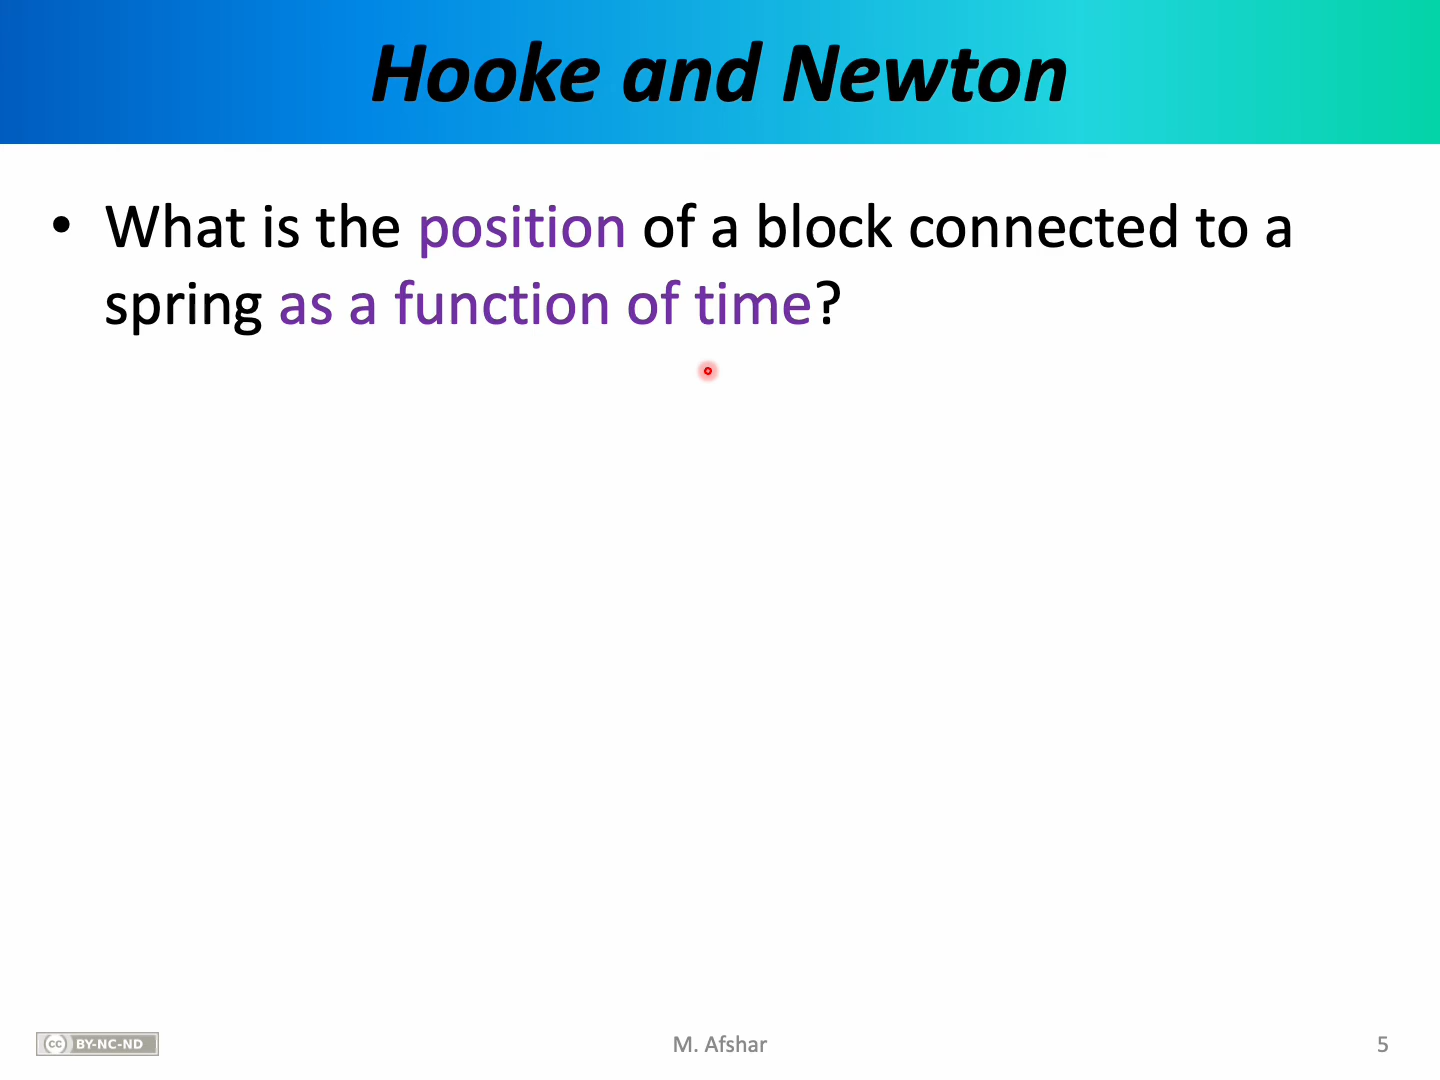 Hooke and Newton
• What is the position of a block connected to a
spring as a function of time?
cc BY-NC-ND
M. Afshar
5